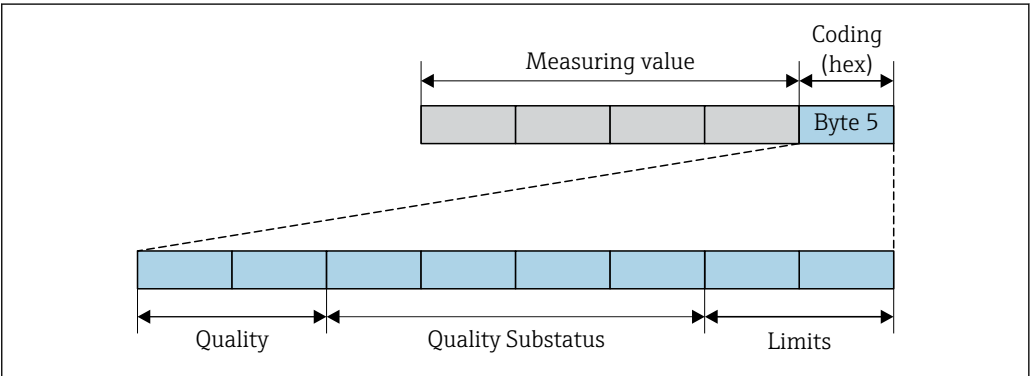 Coding
(hex)
Measuring value
Byte 5
Quality
Quality Substatus
Limits